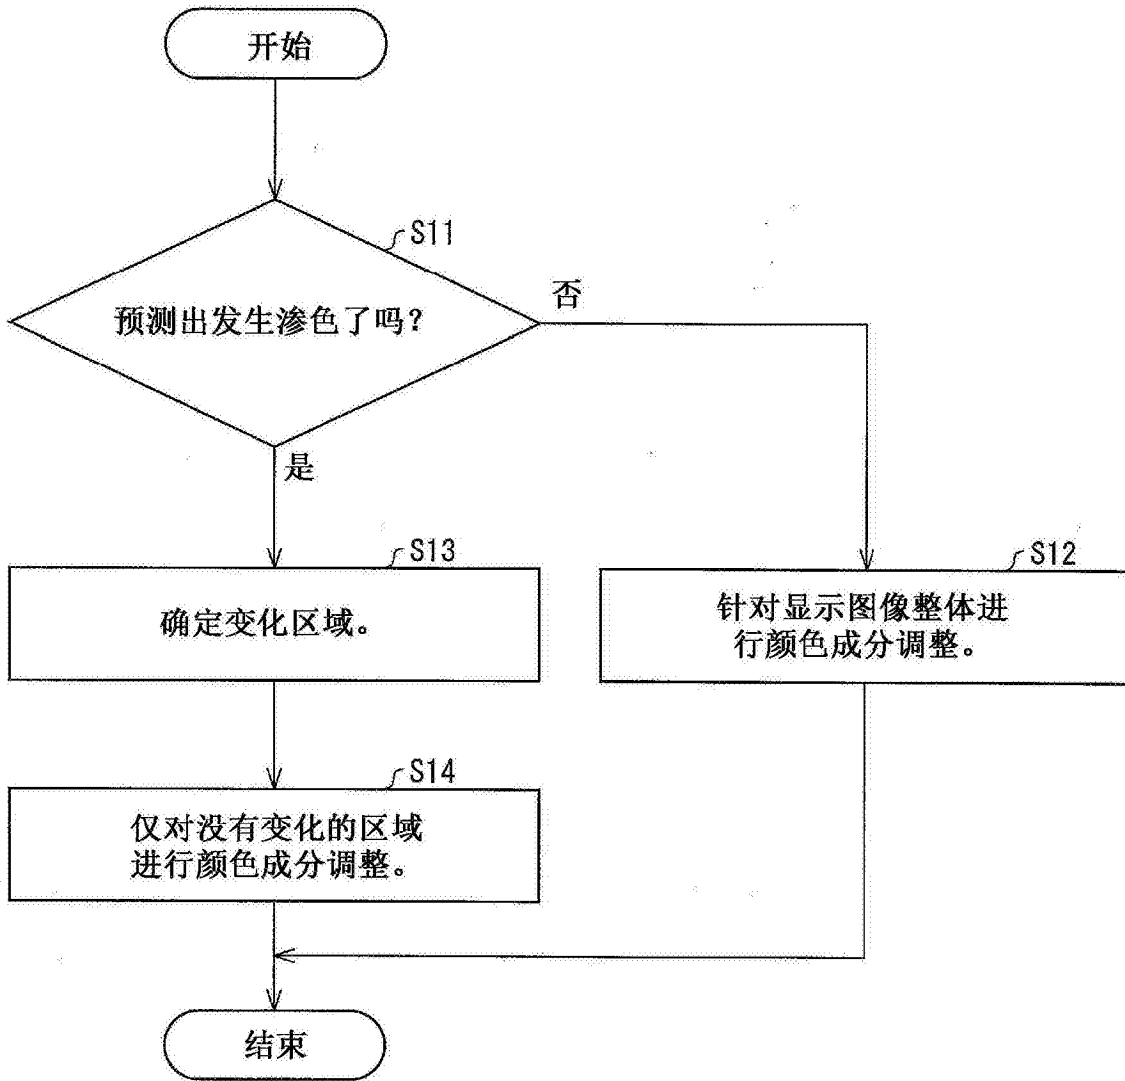 开始
S11
预测出发生渗色了吗？
否
是
S13
确定变化区域。
S12
针对显示图像整体进
行颜色成分调整。
S14
仅对没有变化的区域
进行颜色成分调整。
结束